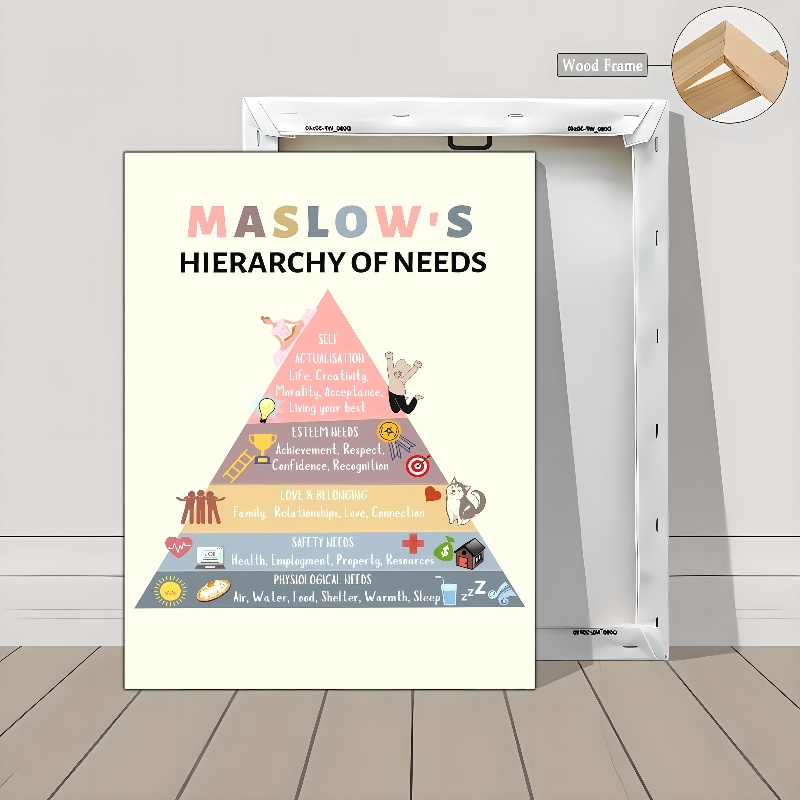 Wood Frame
MASLOW'S
HIERARCHY OF NEEDS
SELF
ACTUALISATION
Life, Creativity,
Morality, Acceptance,
Living your best
ESTEEM NEEDS
Achievement, Respect,
Confidence, Recognition
LOVE & BELONGING
Family, Relationships, Love, Connection
SAFETY NEEDS
Health, Employment, Property, Resources
PHYSIOLOGICAL NEEDS
Air, Water, Food, Shelter, Warmth, Sleep
zzZ